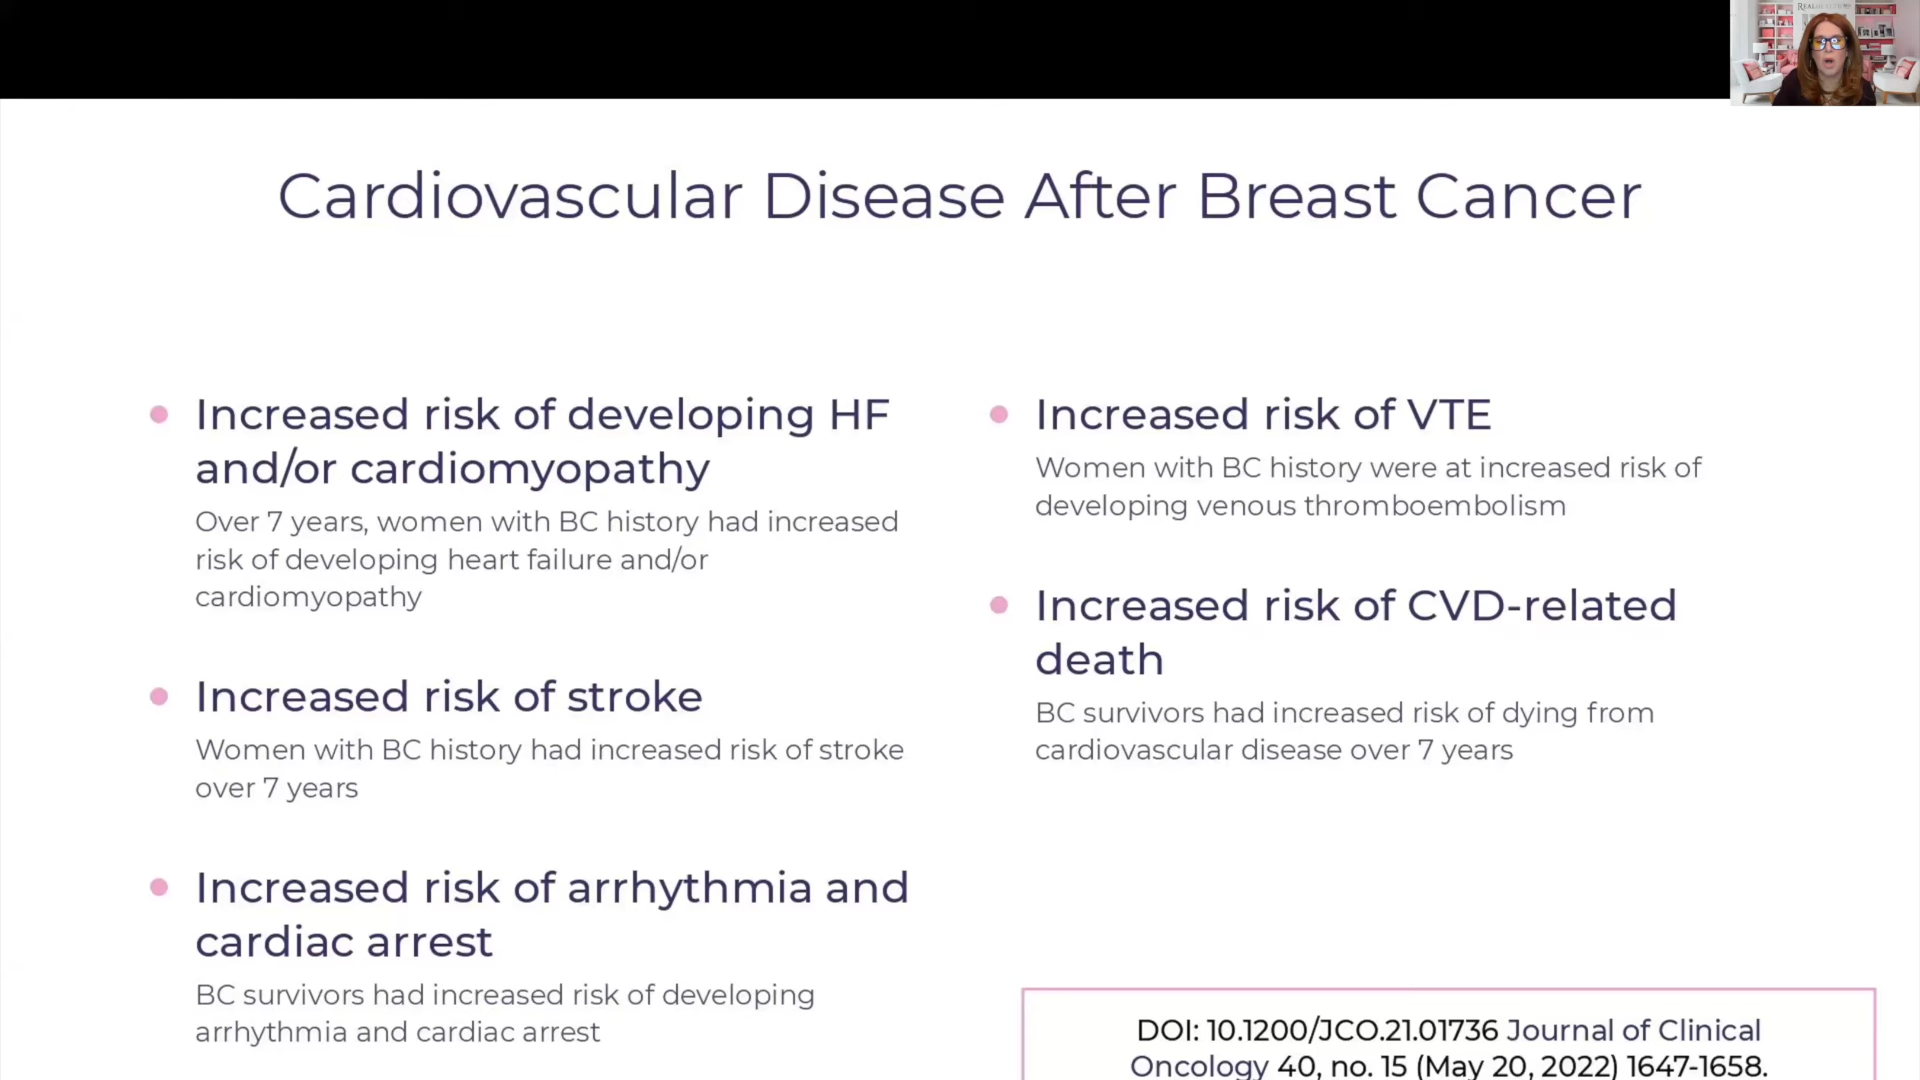 Cardiovascular Disease After Breast Cancer
Increased risk of developing HF
and/or cardiomyopathy
Over 7 years, women with BC history had increased
risk of developing heart failure and/or
cardiomyopathy
Increased risk of stroke
Women with BC history had increased risk of stroke
over 7 years
Increased risk of arrhythmia and
cardiac arrest
BC survivors had increased risk of developing
arrhythmia and cardiac arrest
Increased risk of VTE
Women with BC history were at increased risk of
developing venous thromboembolism
Increased risk of CVD-related
death
BC survivors had increased risk of dying from
cardiovascular disease over 7 years
DOI: 10.1200/JCO.21.01736 Journal of Clinical
Oncology 40, no. 15 (May 20, 2022) 1647-1658.